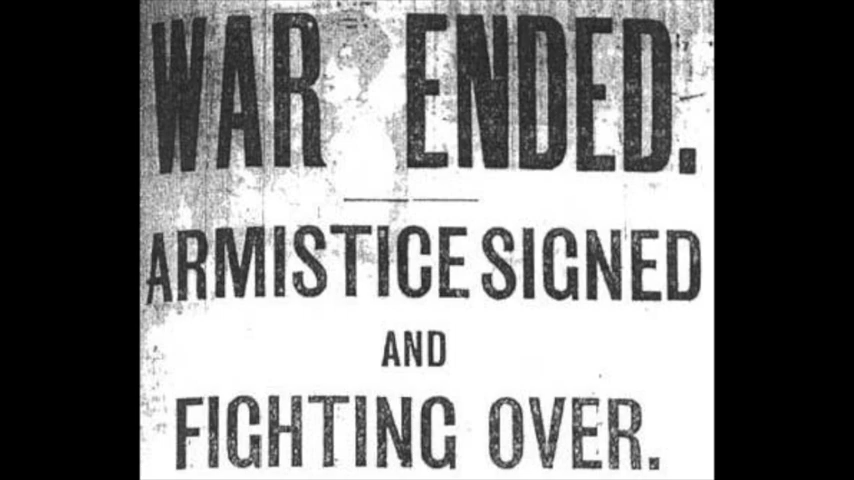 WAR ENDED.
ARMISTICE SIGNED
AND
FIGHTING OVER.